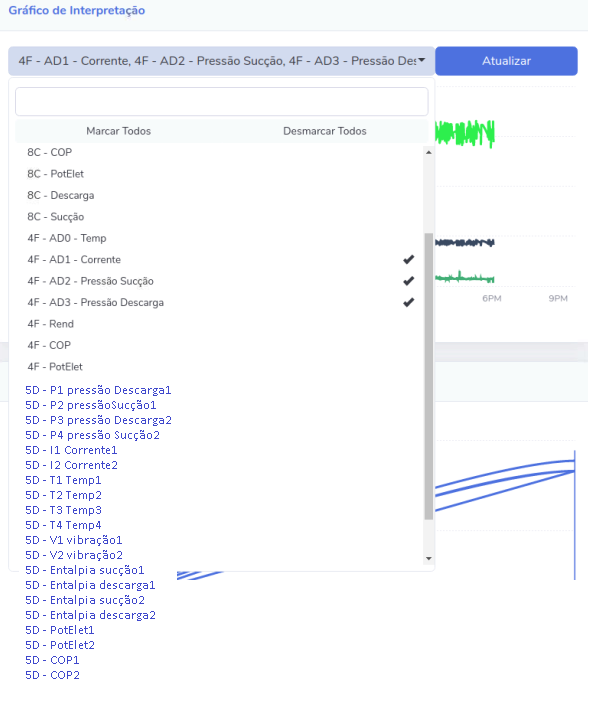 Gráfico de Interpretação
4F - AD1 - Corrente, 4F - AD2 - Pressão Sucção, 4F - AD3 - Pressão Des
Atualizar
Marcar Todos
Desmarcar Todos
8C - COP
8C - PotElet
8C - Descarga
8C - Sucção
4F - AD0 - Temp
4F - AD1 - Corrente
4F - AD2 - Pressão Sucção
4F - AD3 - Pressão Descarga
4F - Rend
4F - COP
4F - PotElet
6PM
9PM
5D - P1 pressão Descarga1
5D - P2 pressãoSucção1
5D - P3 pressão Descarga2
5D - P4 pressão Sucção2
5D - I1 Corrente1
5D - I2 Corrente2
5D - T1 Temp1
5D - T2 Temp2
5D - T3 Temp3
5D - T4 Temp4
5D - V1 vibração1
5D - V2 vibração2
5D - Entalpia sucção1
5D - Entalpia descarga1
5D - Entalpia sucção2
5D - Entalpia descarga2
5D - PotElet1
5D - PotElet2
5D - COP1
5D - COP2